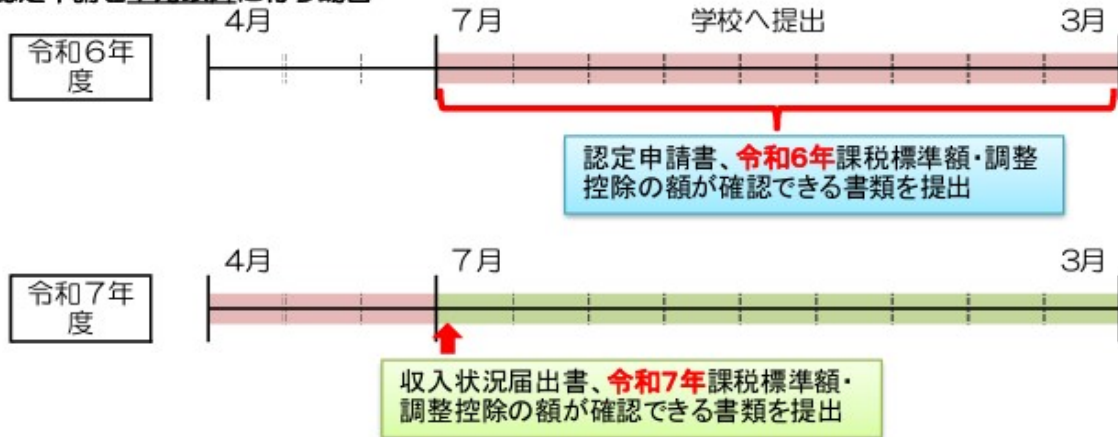 4月 7月 学校へ提出 3月
令和6年
度
認定申請書、令和6年課税標準額・調整
控除の額が確認できる書類を提出
4月 7月 3月
令和7年
度
収入状況届出書、令和7年課税標準額・
調整控除の額が確認できる書類を提出